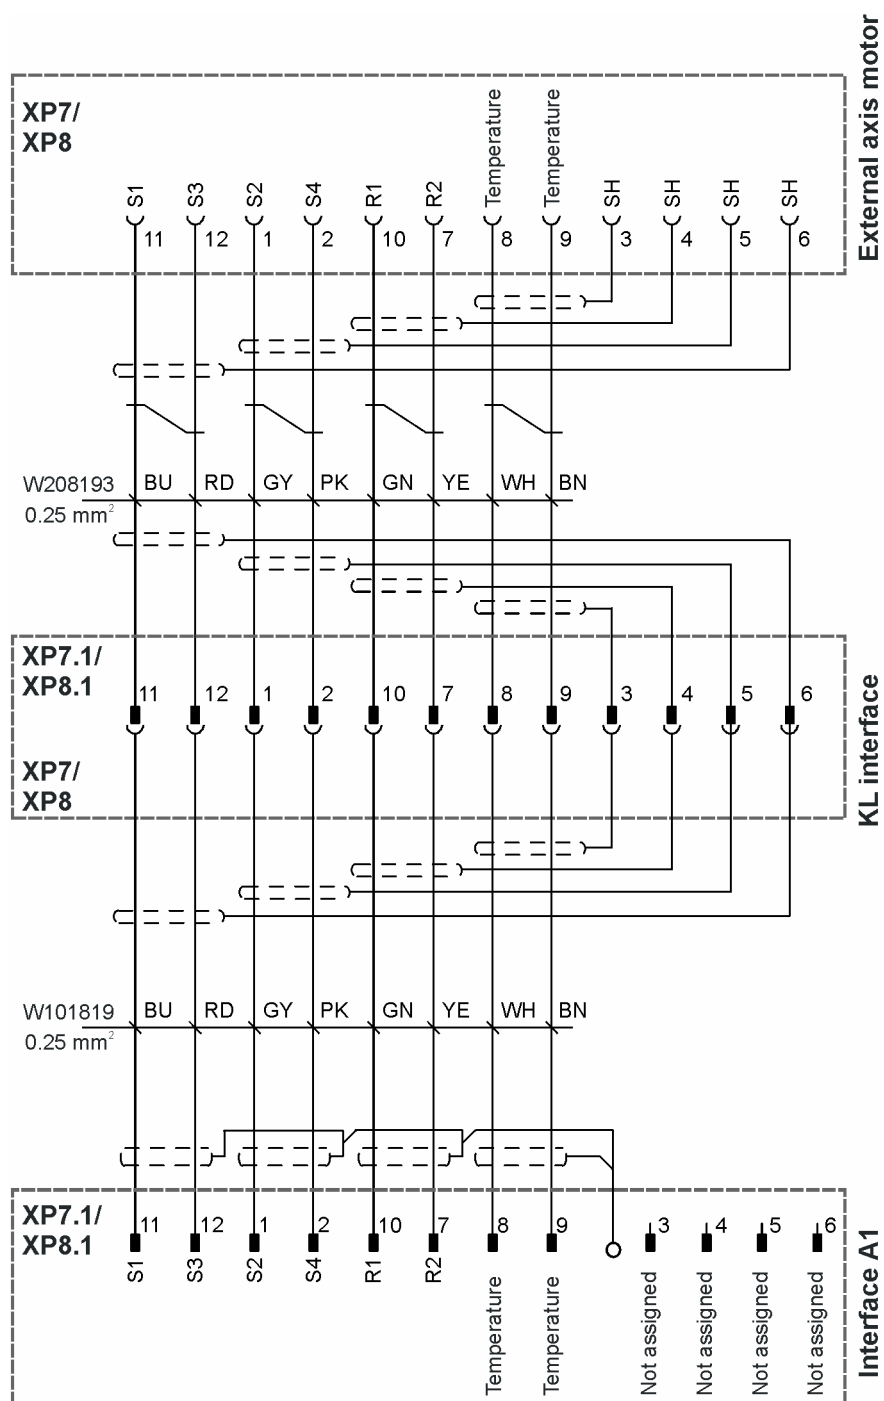 External axis motor
XP7/
XP8
S1 S3 S2 S4 R1 R2 Temperature Temperature SH SH SH SH
11 12 1 2 10 7 8 9 3 4 5 6
W208193 BU RD GY PK GN YE WH BN
0.25 mm²
KL interface
XP7.1/
XP8.1
11 12 1 2 10 7 8 9 3 4 5 6
XP7/
XP8
W101819 BU RD GY PK GN YE WH BN
0.25 mm²
Interface A1
XP7.1/
XP8.1
11 12 1 2 10 7 8 9 3 4 5 6
S1 S3 S2 S4 R1 R2 Temperature Temperature Not assigned Not assigned Not assigned Not assigned